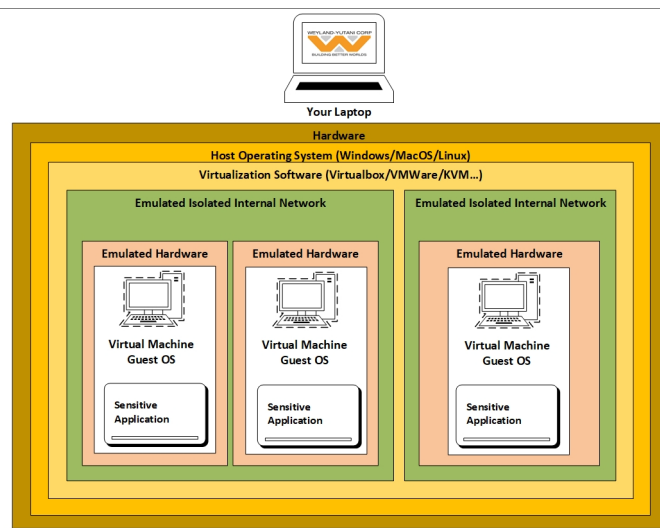 WEYLAND-YUTANI CORP
BUILDING BETTER WORLDS
Your Laptop
Hardware
Host Operating System (Windows/MacOS/Linux)
Virtualization Software (Virtualbox/VMWare/KVM...)
Emulated Isolated Internal Network
Emulated Isolated Internal Network
Emulated Hardware
Emulated Hardware
Emulated Hardware
Virtual Machine
Guest OS
Virtual Machine
Guest OS
Virtual Machine
Guest OS
Sensitive
Application
Sensitive
Application
Sensitive
Application